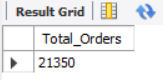 Result Grid
Total_Orders
21350